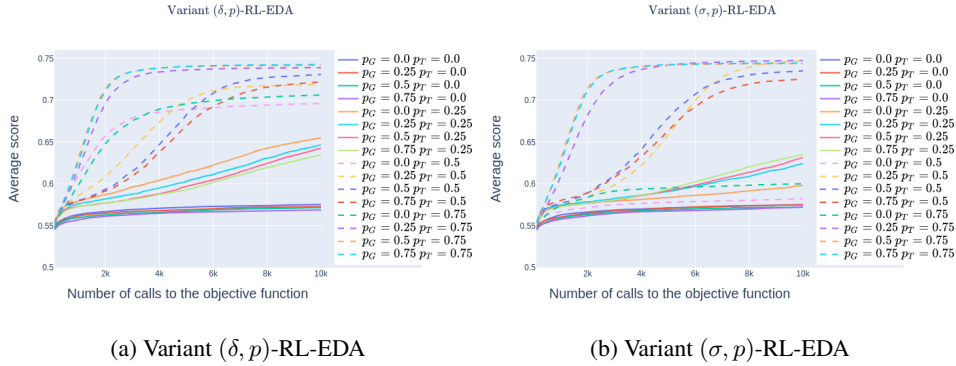 Variant (δ, p)-RL-EDA
Average score
0.75
0.7
0.65
0.6
0.55
0.5
2k 4k 6k 8k 10k
Number of calls to the objective function
p_G = 0.0 p_T = 0.0
p_G = 0.25 p_T = 0.0
p_G = 0.5 p_T = 0.0
p_G = 0.75 p_T = 0.0
p_G = 0.0 p_T = 0.25
p_G = 0.25 p_T = 0.25
p_G = 0.5 p_T = 0.25
p_G = 0.75 p_T = 0.25
p_G = 0.0 p_T = 0.5
p_G = 0.25 p_T = 0.5
p_G = 0.5 p_T = 0.5
p_G = 0.75 p_T = 0.5
p_G = 0.0 p_T = 0.75
p_G = 0.25 p_T = 0.75
p_G = 0.5 p_T = 0.75
p_G = 0.75 p_T = 0.75
(a) Variant (δ, p)-RL-EDA
Variant (σ, p)-RL-EDA
Average score
0.75
0.7
0.65
0.6
0.55
0.5
2k 4k 6k 8k 10k
Number of calls to the objective function
p_G = 0.0 p_T = 0.0
p_G = 0.25 p_T = 0.0
p_G = 0.5 p_T = 0.0
p_G = 0.75 p_T = 0.0
p_G = 0.0 p_T = 0.25
p_G = 0.25 p_T = 0.25
p_G = 0.5 p_T = 0.25
p_G = 0.75 p_T = 0.25
p_G = 0.0 p_T = 0.5
p_G = 0.25 p_T = 0.5
p_G = 0.5 p_T = 0.5
p_G = 0.75 p_T = 0.5
p_G = 0.0 p_T = 0.75
p_G = 0.25 p_T = 0.75
p_G = 0.5 p_T = 0.75
p_G = 0.75 p_T = 0.75
(b) Variant (σ, p)-RL-EDA